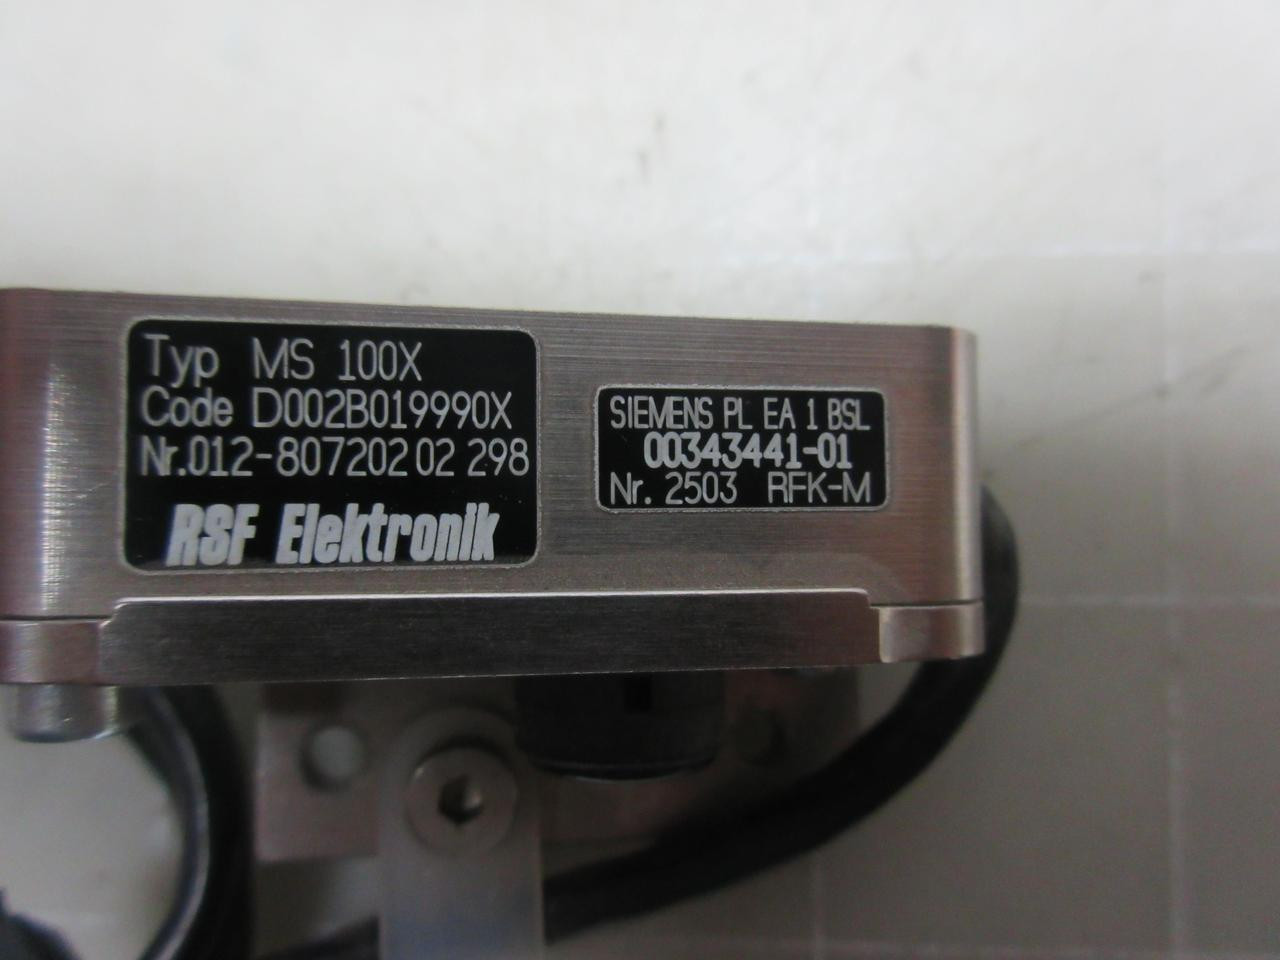 Typ MS 100X
Code D002B019990X
Nr.012-807202 02 298
RSF Elektronik
SIEMENS PL EA 1 BSL
00343441-01
Nr. 2503 RFK-M